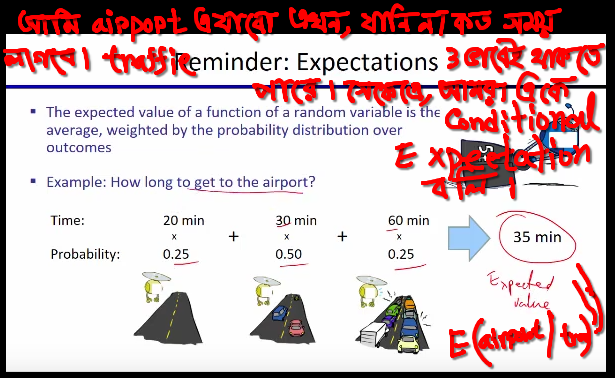 আমি airport এ যাবো এখন, যানি না কত সময়
লাগবে। traffic ৩ ভাবেই থাকতে
Reminder: Expectations
পারে। সেক্ষেত্রে, আমরা একে
Conditional
Expectation
বলি।
The expected value of a function of a random variable is the
average, weighted by the probability distribution over
outcomes
Example: How long to get to the airport?
Time: 20 min 30 min 60 min
x + x + x 35 min
Probability: 0.25 0.50 0.25
Expected
value
E (airport /